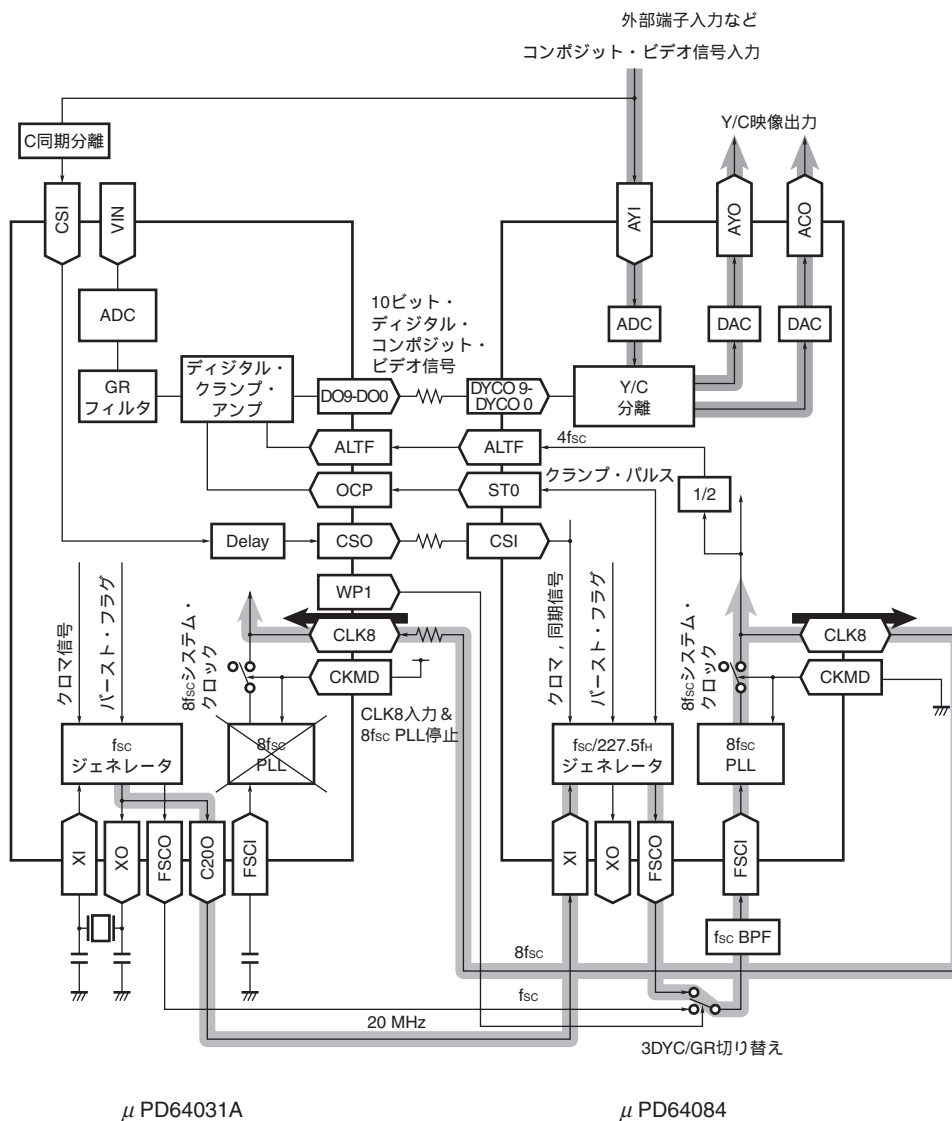 外部端子入力など
コンポジット・ビデオ信号入力
Y/C映像出力
C同期分離
CSI
VIN
AYI
AYO
ACO
ADC
10ビット・
ディジタル・
コンポジット・
ビデオ信号
ADC
DAC
DAC
GR
フィルタ
ディジタル・
クランプ・
アンプ
DO9-DO0
DYCO 9-
DYCO 0
Y/C
分離
ALTF
ALTF
4fSC
OCP
ST0
クランプ・パルス
1/2
Delay
CSO
CSI
WP1
クロマ信号
バースト・フラグ
8fSCシステム・
クロック
CLK8
CKMD
CLK8入力 &
8fSC PLL停止
クロマ，同期信号
バースト・フラグ
8fSCシステム・
クロック
CLK8
CKMD
fSC
ジェネレータ
8fSC
PLL
fSC/227.5fH
ジェネレータ
8fSC
PLL
XI
XO
FSCO
C20O
FSCI
XI
XO
FSCO
FSCI
fSC BPF
8fSC
fSC
20 MHz
3DYC/GR切り替え
μ PD64031A
μ PD64084